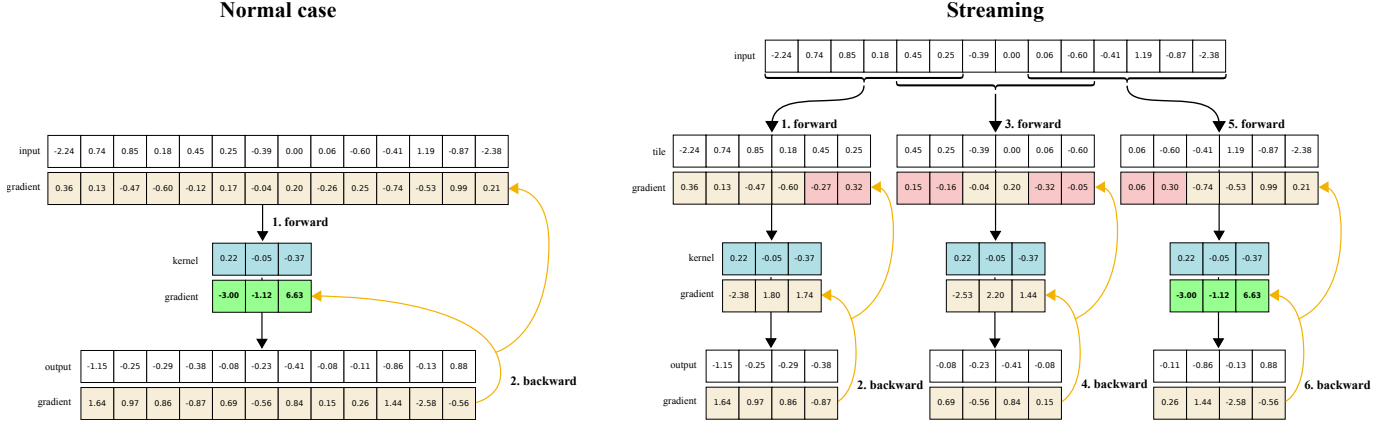 Normal case
input -2.24 0.74 0.85 0.18 0.45 0.25 -0.39 0.00 0.06 -0.60 -0.41 1.19 -0.87 -2.38
gradient 0.36 0.13 -0.47 -0.60 -0.12 0.17 -0.04 0.20 -0.26 0.25 -0.74 -0.53 0.99 0.21
1. forward
kernel 0.22 -0.05 -0.37
gradient -3.00 -1.12 6.63
output -1.15 -0.25 -0.29 -0.38 -0.08 -0.23 -0.41 -0.08 -0.11 -0.86 -0.13 0.88
2. backward
gradient 1.64 0.97 0.86 -0.87 0.69 -0.56 0.84 0.15 0.26 1.44 -2.58 -0.56
Streaming
input -2.24 0.74 0.85 0.18 0.45 0.25 -0.39 0.00 0.06 -0.60 -0.41 1.19 -0.87 -2.38
1. forward 3. forward 5. forward
tile -2.24 0.74 0.85 0.18 0.45 0.25 0.45 0.25 -0.39 0.00 0.06 -0.60 0.06 -0.60 -0.41 1.19 -0.87 -2.38
gradient 0.36 0.13 -0.47 -0.60 -0.27 0.32 0.15 -0.16 -0.04 0.20 -0.32 -0.05 0.06 0.30 -0.74 -0.53 0.99 0.21
kernel 0.22 -0.05 -0.37 0.22 -0.05 -0.37 0.22 -0.05 -0.37
gradient -2.38 1.80 1.74 -2.53 2.20 1.44 -3.00 -1.12 6.63
output -1.15 -0.25 -0.29 -0.38 -0.08 -0.23 -0.41 -0.08 -0.11 -0.86 -0.13 0.88
2. backward 4. backward 6. backward
gradient 1.64 0.97 0.86 -0.87 0.69 -0.56 0.84 0.15 0.26 1.44 -2.58 -0.56